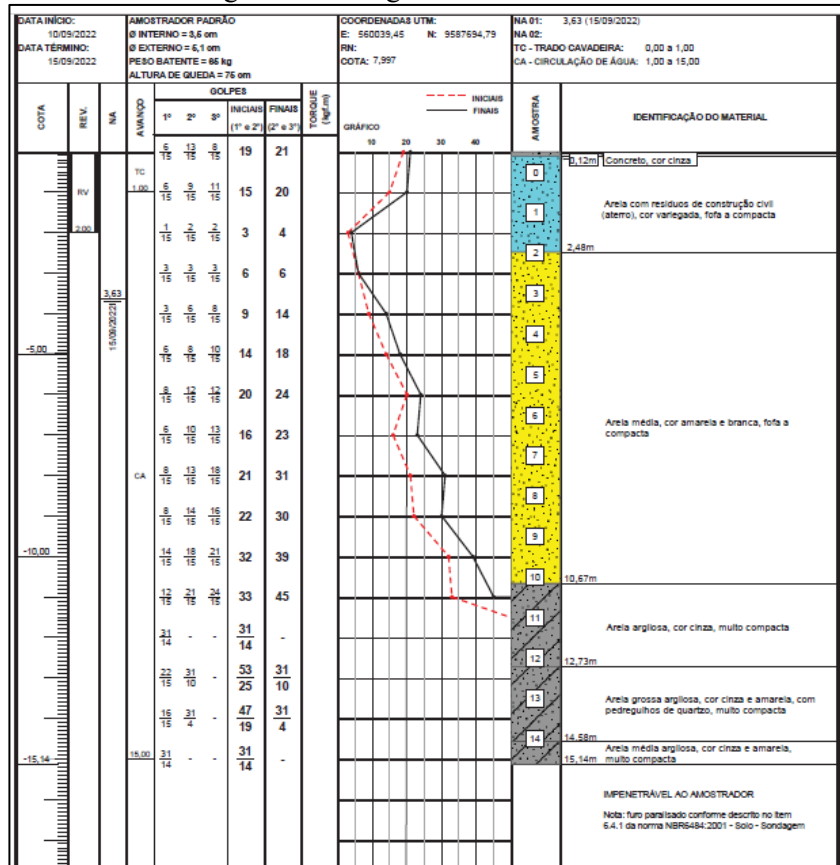 DATA INÍCIO:
10/09/2022
DATA TÉRMINO:
15/09/2022
AMOSTRADOR PADRÃO
Ø INTERNO = 3,5 cm
Ø EXTERNO = 5,1 cm
PESO BATENTE = 65 kg
ALTURA DE QUEDA = 75 cm
COORDENADAS UTM:
E: 560039,45 N: 9587694,79
RN:
COTA: 7,997
NA 01: 3,63 (15/09/2022)
NA 02:
TC - TRADO CAVADEIRA: 0,00 a 1,00
CA - CIRCULAÇÃO DE ÁGUA: 1,00 a 15,00
COTA
REV.
NA
AVANÇO
GOLPES
1º 2º 3º
INICIAIS (1º e 2º)
FINAIS (2º e 3º)
TORQUE (kgf.m)
GRÁFICO
INICIAIS
FINAIS
10 20 30 40
AMOSTRA
IDENTIFICAÇÃO DO MATERIAL
6/15 13/15 8/15 19 21
TC
1,00
6/15 9/15 11/15 15 20
RV
2,00
1/15 2/15 2/15 3 4
3/15 3/15 3/15 6 6
3,63
15/09/2022
3/15 6/15 8/15 9 14
-5,00
6/15 8/15 10/15 14 18
8/15 12/15 12/15 20 24
6/15 10/15 13/15 16 23
CA
8/15 13/15 18/15 21 31
8/15 14/15 16/15 22 30
-10,00
14/15 18/15 21/15 32 39
12/15 21/15 24/15 33 45
31/14 - - 31/14 -
22/15 31/10 - 53/25 31/10
16/15 31/4 - 47/19 31/4
-15,14
15,00
31/14 - - 31/14 -
0
1
2
3
4
5
6
7
8
9
10
11
12
13
14
0,12m Concreto, cor cinza
Areia com resíduos de construção civil
(aterro), cor variegada, fofa a compacta
2,48m
Areia média, cor amarela e branca, fofa a
compacta
10,67m
Areia argilosa, cor cinza, muito compacta
12,73m
Areia grossa argilosa, cor cinza e amarela, com
pedregulhos de quartzo, muito compacta
14,58m
Areia média argilosa, cor cinza e amarela,
muito compacta
15,14m
IMPENETRÁVEL AO AMOSTRADOR
Nota: furo paralisado conforme descrito no item
6.4.1 da norma NBR6484:2001 - Solo - Sondagem